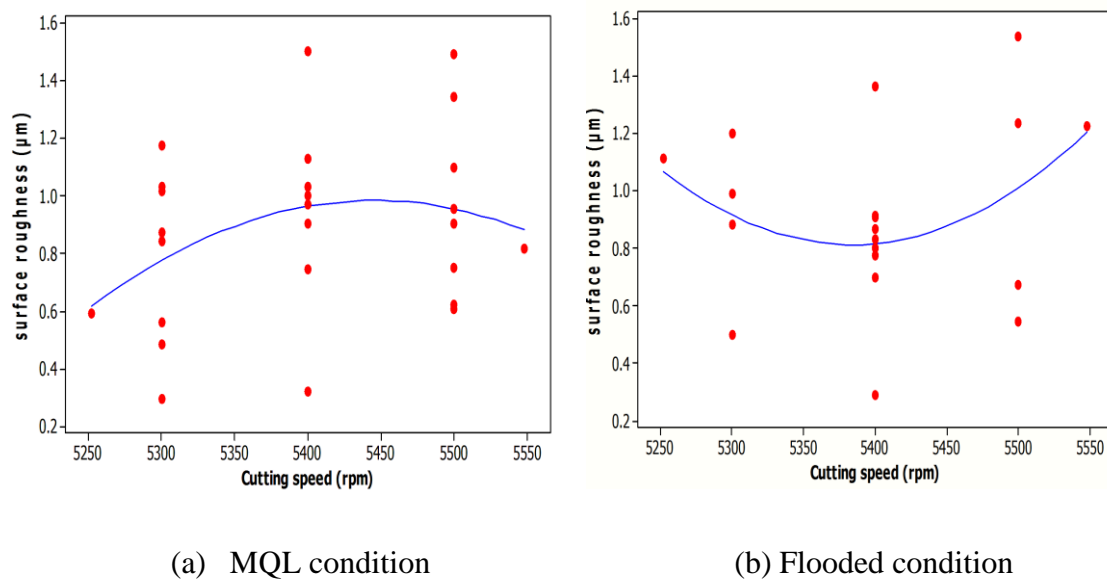 1.6
1.4
1.2
1.0
0.8
0.6
0.4
0.2
surface roughness (µm)
5250 5300 5350 5400 5450 5500 5550
Cutting speed (rpm)
(a) MQL condition
1.6
1.4
1.2
1.0
0.8
0.6
0.4
0.2
surface roughness (µm)
5250 5300 5350 5400 5450 5500 5550
Cutting speed (rpm)
(b) Flooded condition